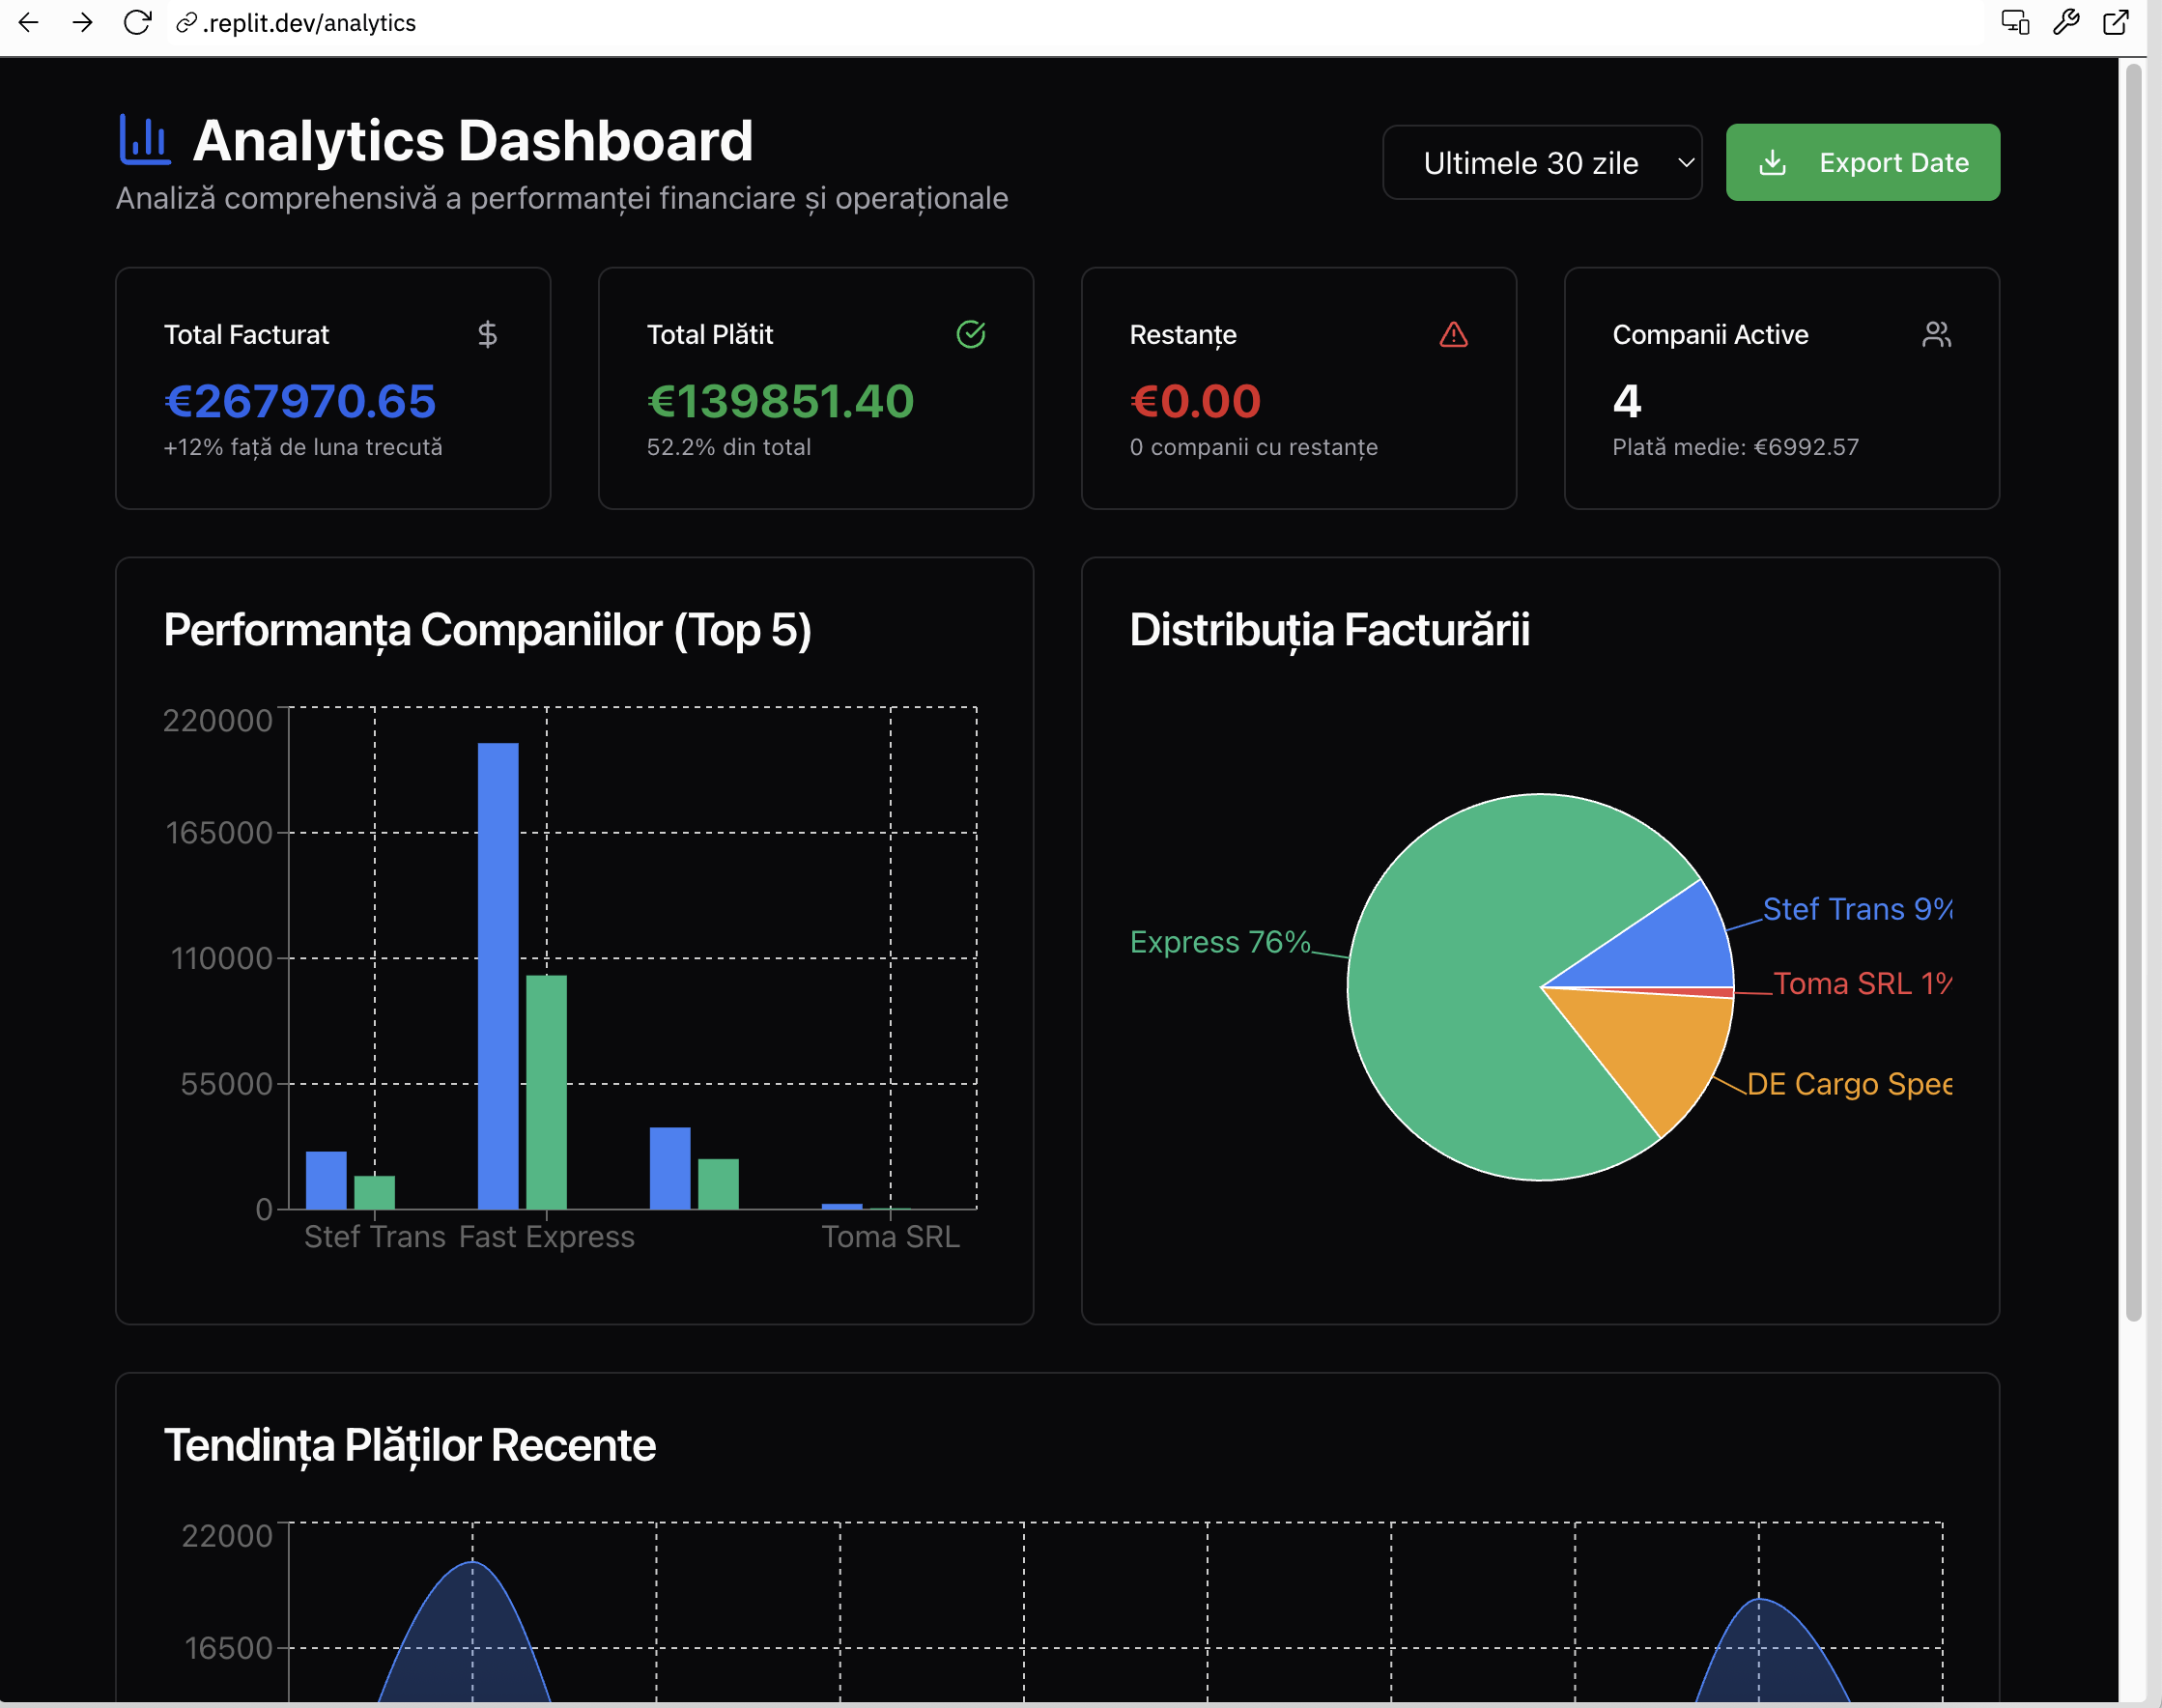 .replit.dev/analytics
Analytics Dashboard
Analiză comprehensivă a performanței financiare și operaționale
Ultimele 30 zile
Export Date
Total Facturat
€267970.65
+12% față de luna trecută
Total Plătit
€139851.40
52.2% din total
Restanțe
€0.00
0 companii cu restanțe
Companii Active
4
Plată medie: €6992.57
Performanța Companiilor (Top 5)
220000
165000
110000
55000
0
Stef Trans Fast Express Toma SRL
Distribuția Facturării
Express 76%
Stef Trans 9%
Toma SRL 1%
DE Cargo Spee
Tendința Plăților Recente
22000
16500